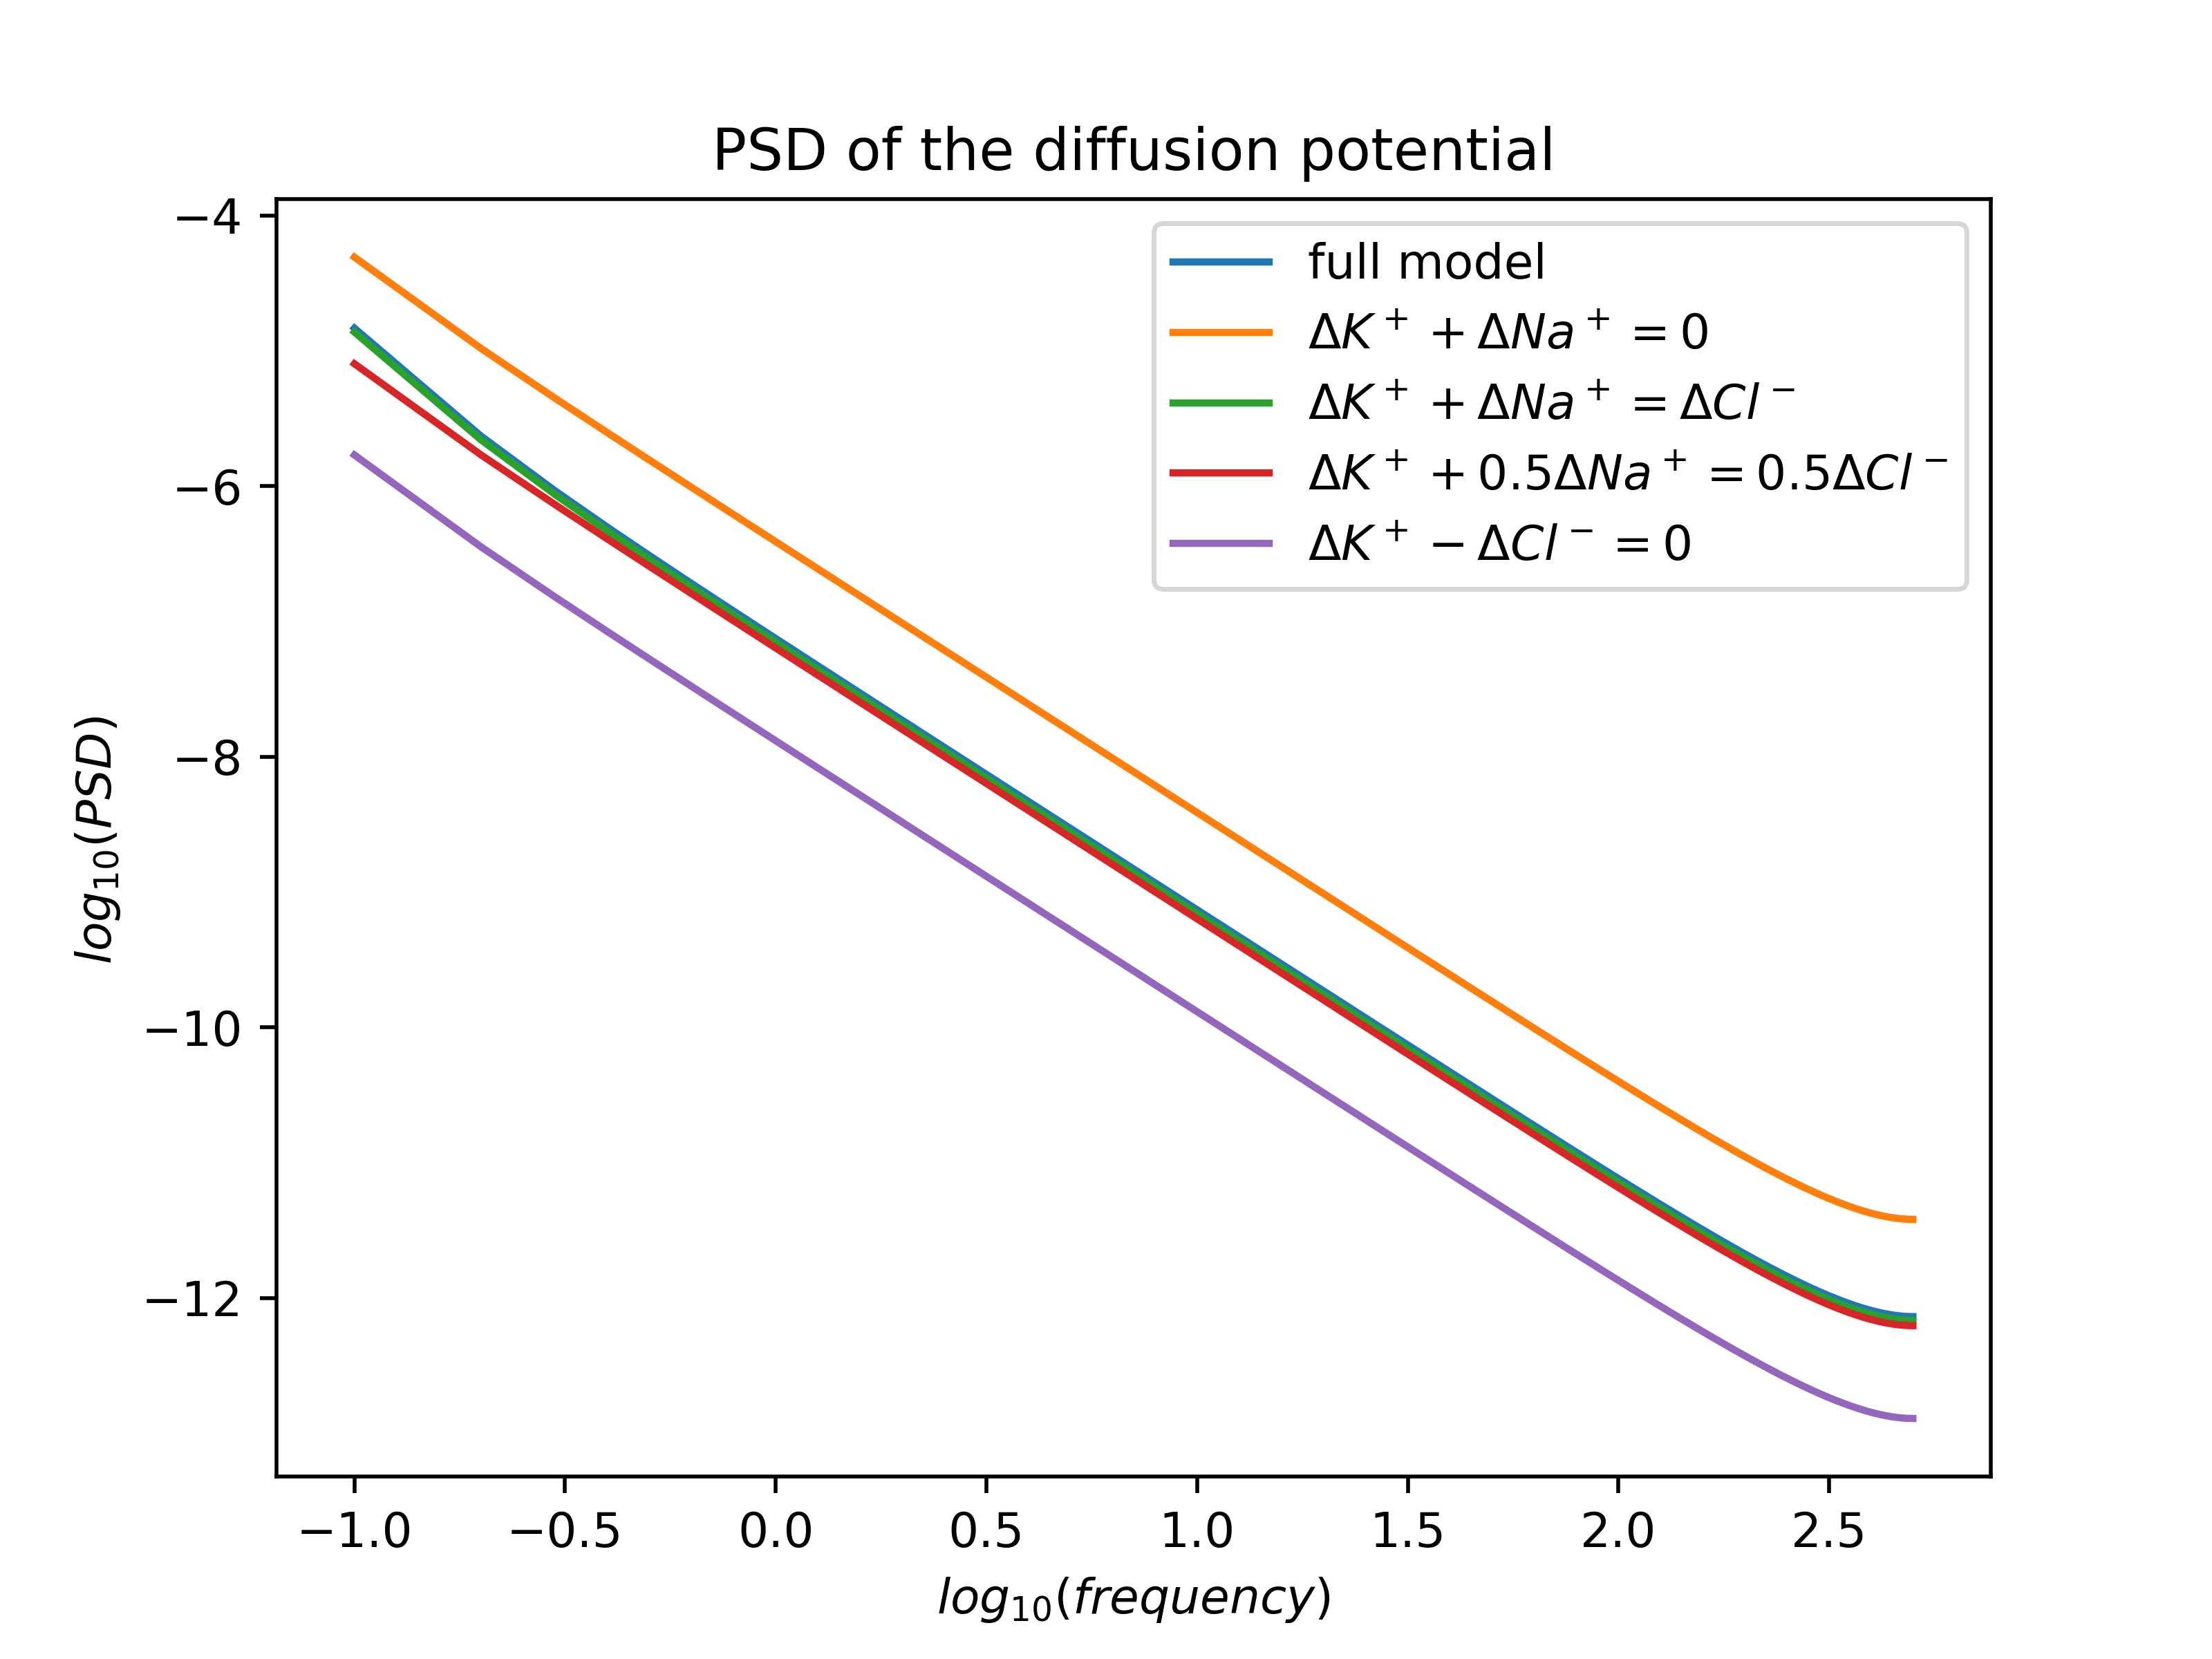 PSD of the diffusion potential
−4
−6
−8
−10
−12
log₁₀(PSD)
full model
ΔK⁺ + ΔNa⁺ = 0
ΔK⁺ + ΔNa⁺ = ΔCl⁻
ΔK⁺ + 0.5ΔNa⁺ = 0.5ΔCl⁻
ΔK⁺ − ΔCl⁻ = 0
−1.0 −0.5 0.0 0.5 1.0 1.5 2.0 2.5
log₁₀(frequency)